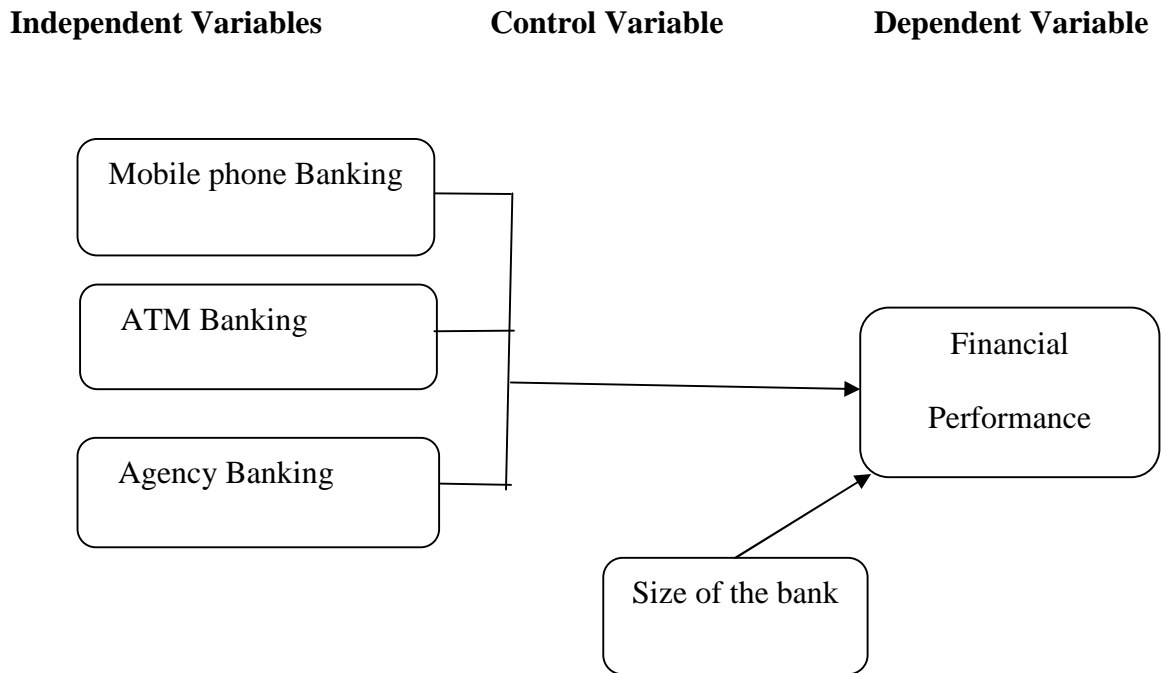 Independent Variables
Control Variable
Dependent Variable
Mobile phone Banking
ATM Banking
Agency Banking
Financial
Performance
Size of the bank